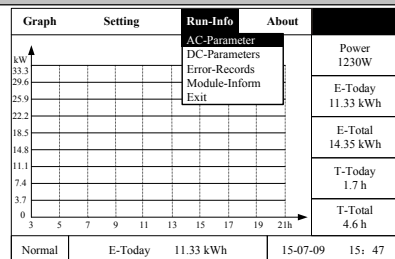 Graph Setting Run-Info About
AC-Parameter
DC-Parameters
Error-Records
Module-Inform
Exit
kW
33.3
29.6
25.9
22.2
18.5
14.8
11.1
7.4
3.7
0
3 5 7 9 11 13 15 17 19 21h
Power
1230W
E-Today
11.33 kWh
E-Total
14.35 kWh
T-Today
1.7 h
T-Total
4.6 h
Normal E-Today 11.33 kWh 15-07-09 15: 47